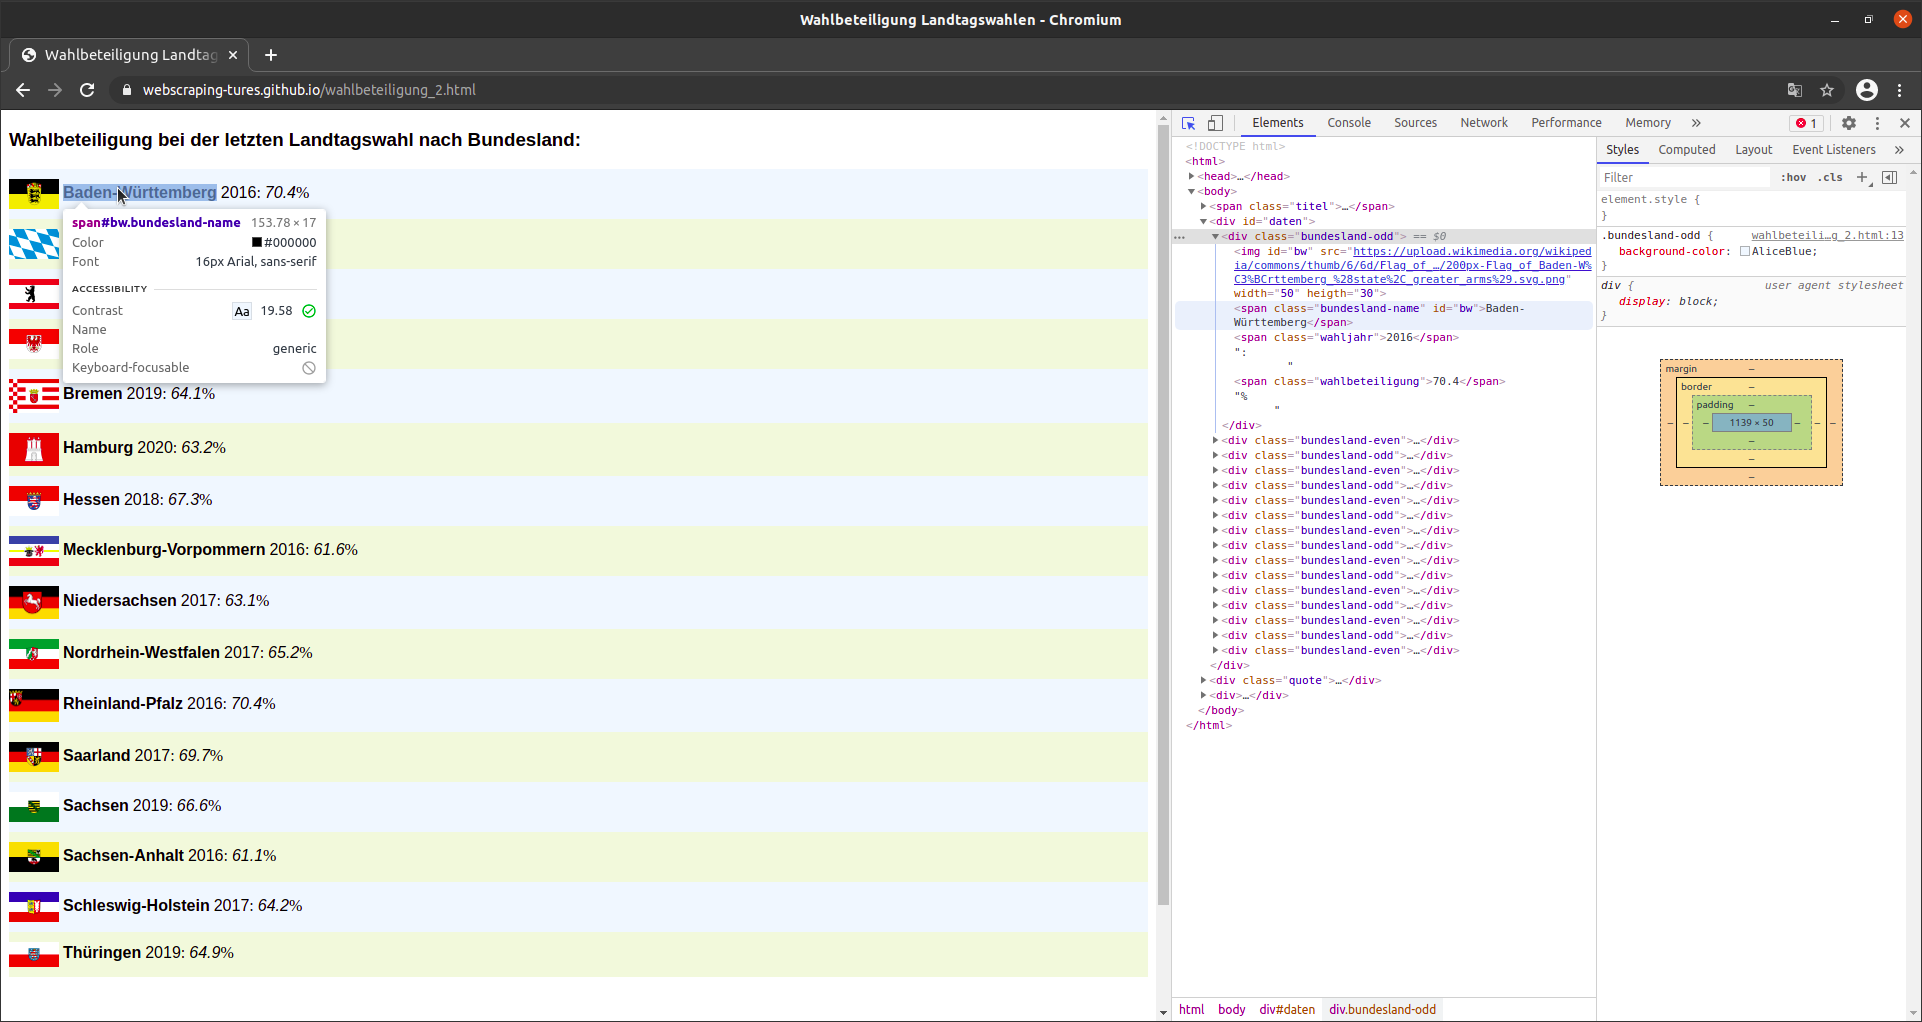 Wahlbeteiligung Landtagswahlen - Chromium
Wahlbeteiligung Landtag
webscraping-tures.github.io/wahlbeteiligung_2.html
Wahlbeteiligung bei der letzten Landtagswahl nach Bundesland:
Baden-Württemberg 2016: 70.4%
span#bw.bundesland-name 153.78 × 17
Color #000000
Font 16px Arial, sans-serif
ACCESSIBILITY
Contrast Aa 19.58
Name
Role generic
Keyboard-focusable
Bremen 2019: 64.1%
Hamburg 2020: 63.2%
Hessen 2018: 67.3%
Mecklenburg-Vorpommern 2016: 61.6%
Niedersachsen 2017: 63.1%
Nordrhein-Westfalen 2017: 65.2%
Rheinland-Pfalz 2016: 70.4%
Saarland 2017: 69.7%
Sachsen 2019: 66.6%
Sachsen-Anhalt 2016: 61.1%
Schleswig-Holstein 2017: 64.2%
Thüringen 2019: 64.9%
Elements Console Sources Network Performance Memory » 1
<!DOCTYPE html>
<html>
<head>…</head>
<body>
<span class="titel">…</span>
<div id="daten">
<div class="bundesland-odd"> == $0
<img id="bw" src="https://upload.wikimedia.org/wikiped
ia/commons/thumb/6/6d/Flag_of_…/200px-Flag_of_Baden-W%
C3%BCrttemberg_%28state%2C_greater_arms%29.svg.png"
width="50" heigth="30">
<span class="bundesland-name" id="bw">Baden-
Württemberg</span>
<span class="wahljahr">2016</span>
":
"
<span class="wahlbeteiligung">70.4</span>
"%
"
</div>
<div class="bundesland-even">…</div>
<div class="bundesland-odd">…</div>
<div class="bundesland-even">…</div>
<div class="bundesland-odd">…</div>
<div class="bundesland-even">…</div>
<div class="bundesland-odd">…</div>
<div class="bundesland-even">…</div>
<div class="bundesland-odd">…</div>
<div class="bundesland-even">…</div>
<div class="bundesland-odd">…</div>
<div class="bundesland-even">…</div>
<div class="bundesland-odd">…</div>
<div class="bundesland-even">…</div>
<div class="bundesland-odd">…</div>
<div class="bundesland-even">…</div>
</div>
<div class="quote">…</div>
<div>…</div>
</body>
</html>
html body div#daten div.bundesland-odd
Styles Computed Layout Event Listeners »
Filter :hov .cls +
element.style {
}
.bundesland-odd { wahlbeteili…g_2.html:13
background-color: AliceBlue;
}
div { user agent stylesheet
display: block;
}
margin –
border –
padding –
– – – 1139 × 50 – – –
–
–
–